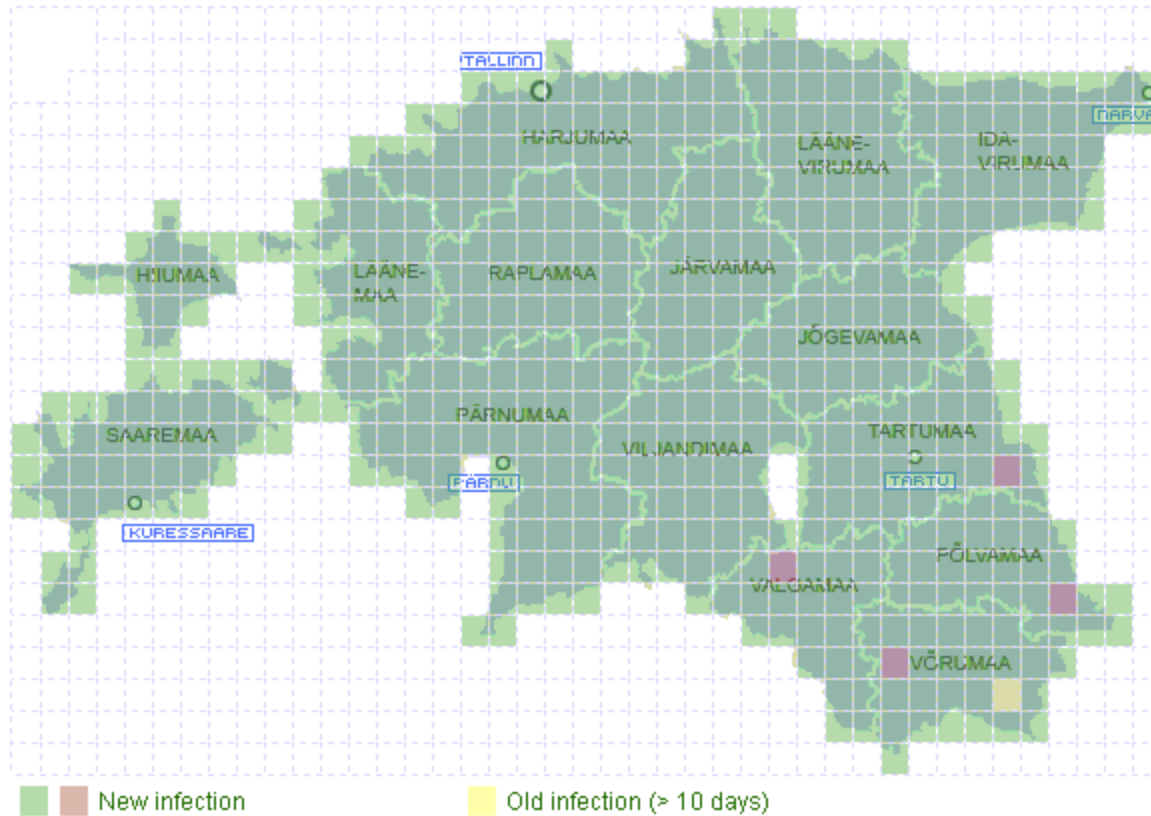 TALLINN
NARVA
HARJUMAA
LÄÄNE-
VIRUMAA
IDA-
VIRUMAA
HIIUMAA
LÄÄNE-
MAA
RAPLAMAA
JÄRVAMAA
JÕGEVAMAA
PÄRNUMAA
SAAREMAA
VILJANDIMAA
TARTUMAA
PÄRNU
TARTU
KURESSAARE
PÕLVAMAA
VALGAMAA
VÕRUMAA
New infection
Old infection (> 10 days)